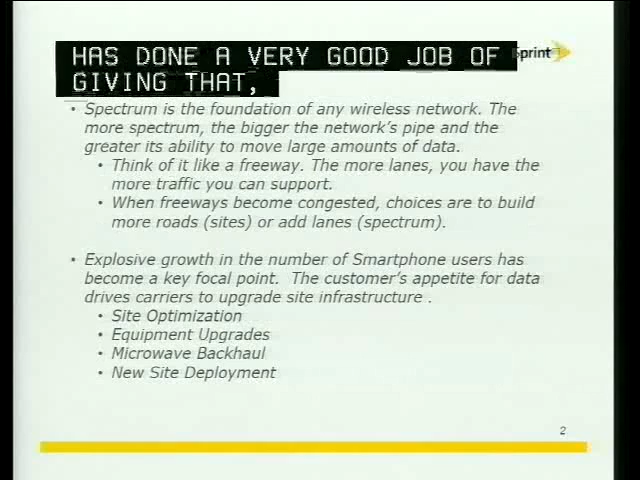 HAS DONE A VERY GOOD JOB OF
GIVING THAT,
Sprint
• Spectrum is the foundation of any wireless network. The
more spectrum, the bigger the network's pipe and the
greater its ability to move large amounts of data.
• Think of it like a freeway. The more lanes, you have the
more traffic you can support.
• When freeways become congested, choices are to build
more roads (sites) or add lanes (spectrum).
• Explosive growth in the number of Smartphone users has
become a key focal point. The customer's appetite for data
drives carriers to upgrade site infrastructure .
• Site Optimization
• Equipment Upgrades
• Microwave Backhaul
• New Site Deployment
2